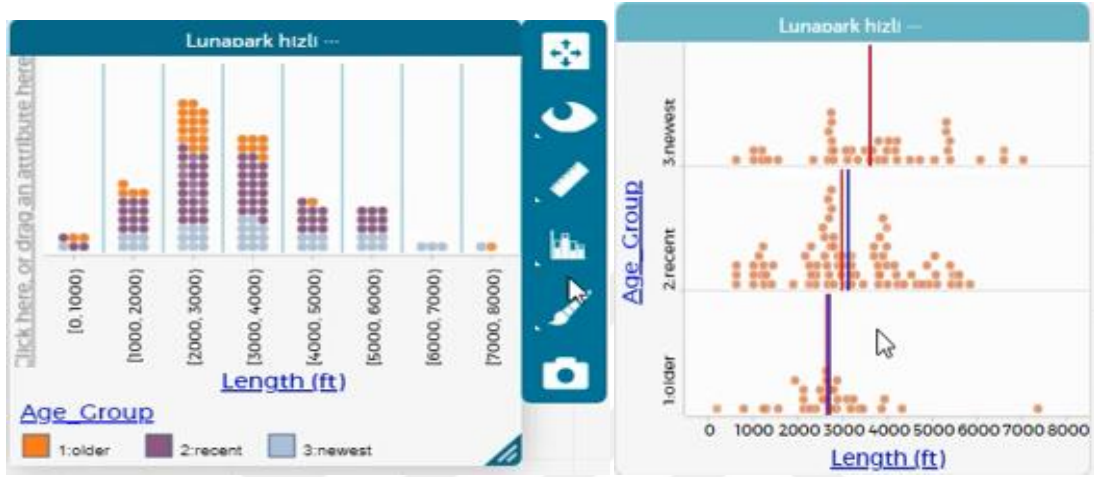 Lunapark hızlı ...
Click here, or drag an attribute here
[0, 1000)
[1000, 2000)
[2000, 3000)
[3000, 4000)
[4000, 5000)
[5000, 6000)
[6000, 7000)
[7000, 8000)
Length (ft)
Age_Group
1:older 2:recent 3:newest
Lunapark hızlı ...
Age_Group
3:newest
2:recent
1:older
0 1000 2000 3000 4000 5000 6000 7000 8000
Length (ft)